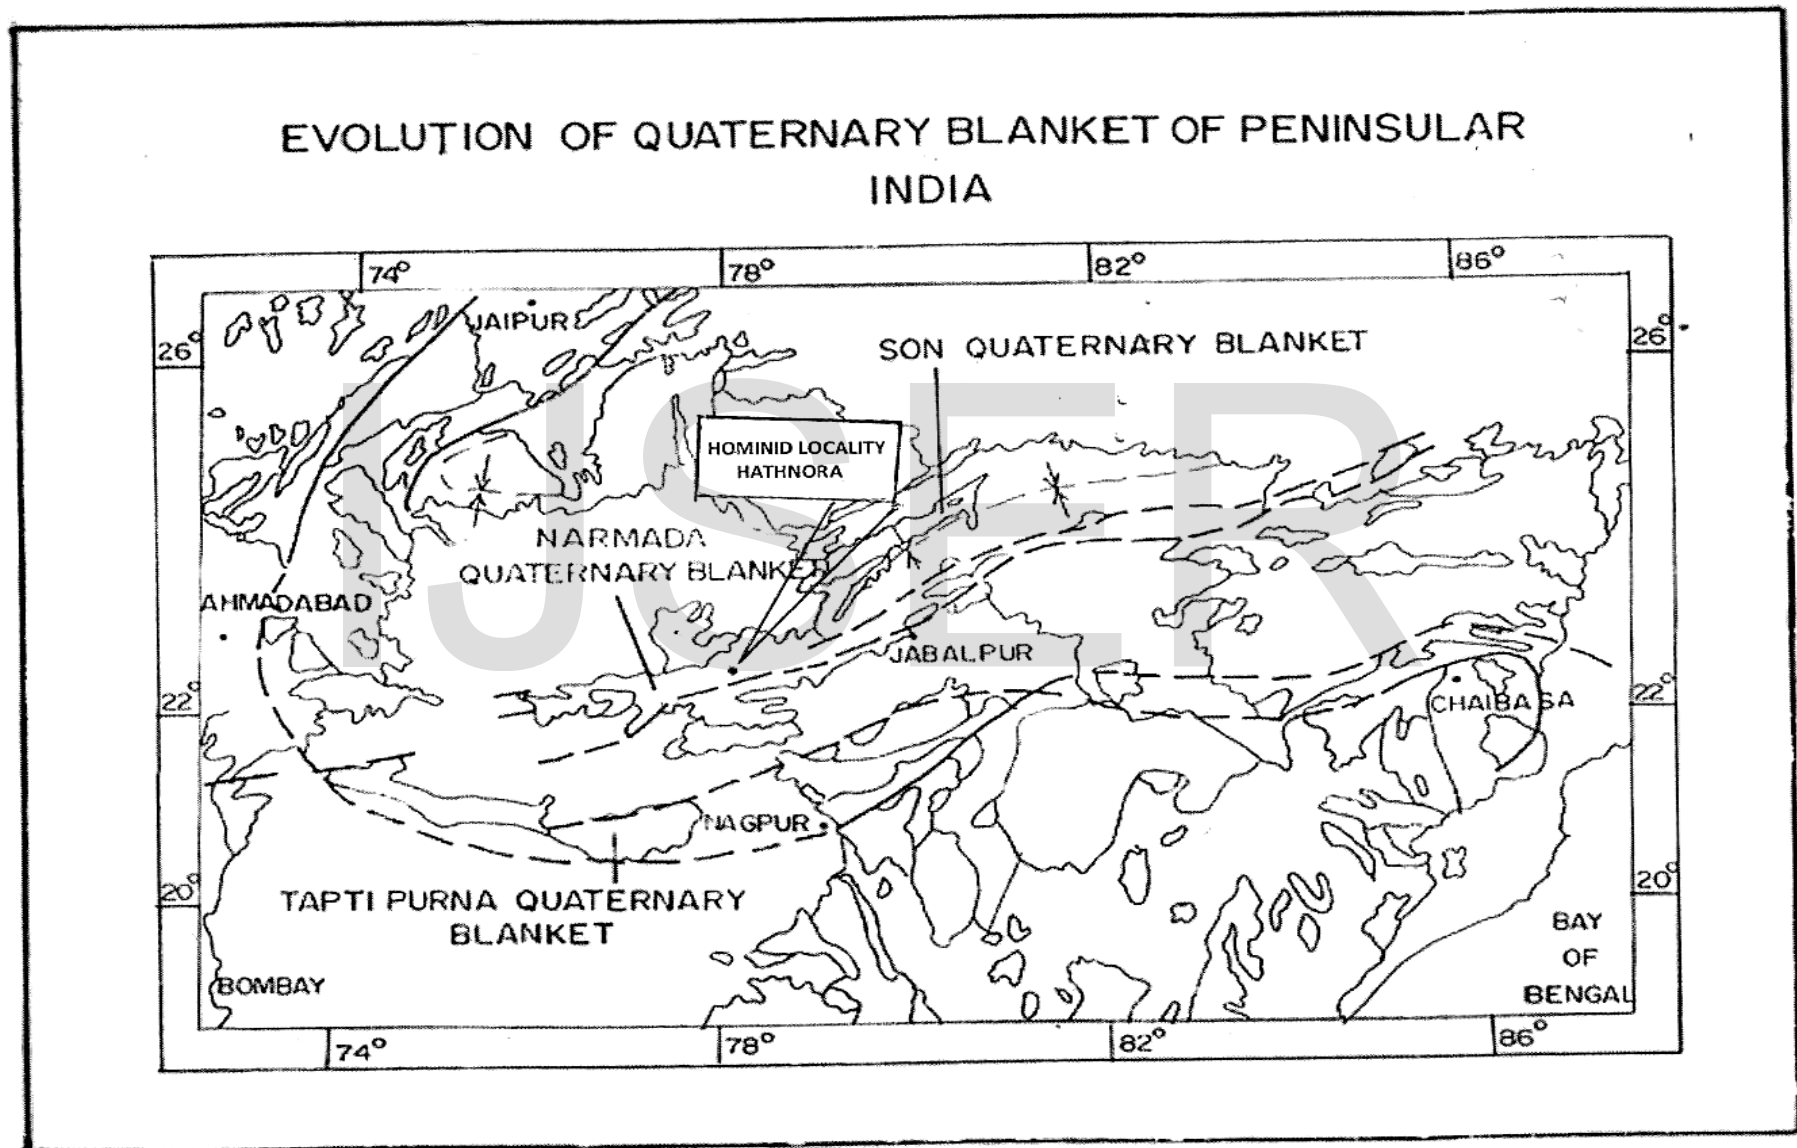 EVOLUTION OF QUATERNARY BLANKET OF PENINSULAR
INDIA
74° 78° 82° 86°
JAIPUR
26° 26°
SON QUATERNARY BLANKET
HOMINID LOCALITY
HATHNORA
NARMADA
QUATERNARY BLANKET
AHMADABAD
JABALPUR
22° 22°
CHAIBASA
NAGPUR
20° 20°
TAPTI PURNA QUATERNARY
BLANKET
BAY
OF
BENGAL
BOMBAY
74° 78° 82° 86°
IJSER